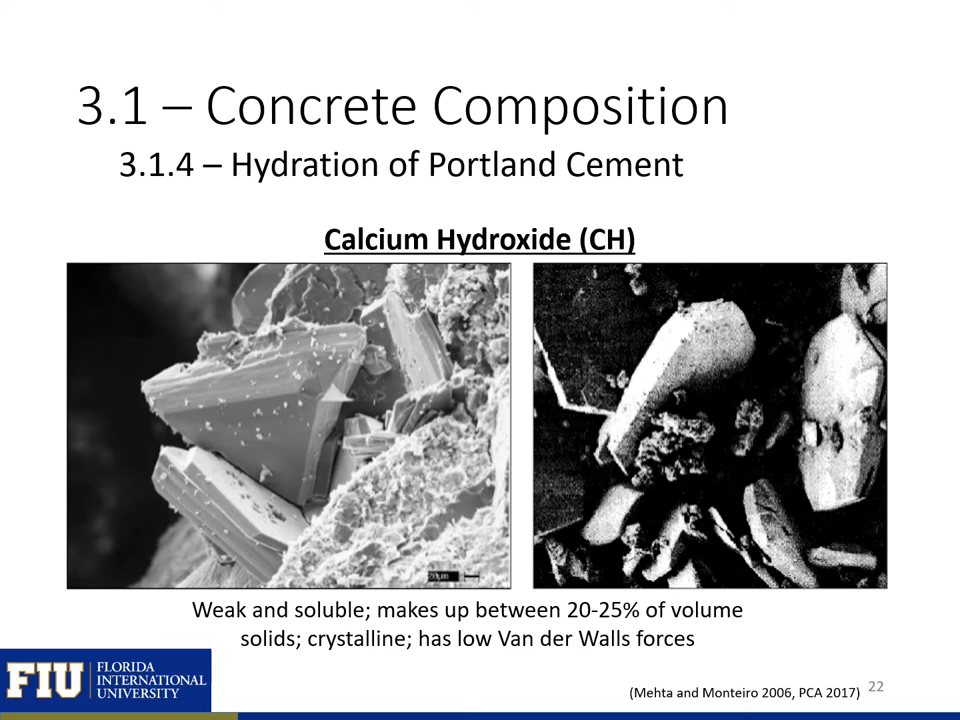 3.1 – Concrete Composition
3.1.4 – Hydration of Portland Cement
Calcium Hydroxide (CH)
20µm
Weak and soluble; makes up between 20-25% of volume
solids; crystalline; has low Van der Walls forces
FIU
FLORIDA
INTERNATIONAL
UNIVERSITY
(Mehta and Monteiro 2006, PCA 2017)
22